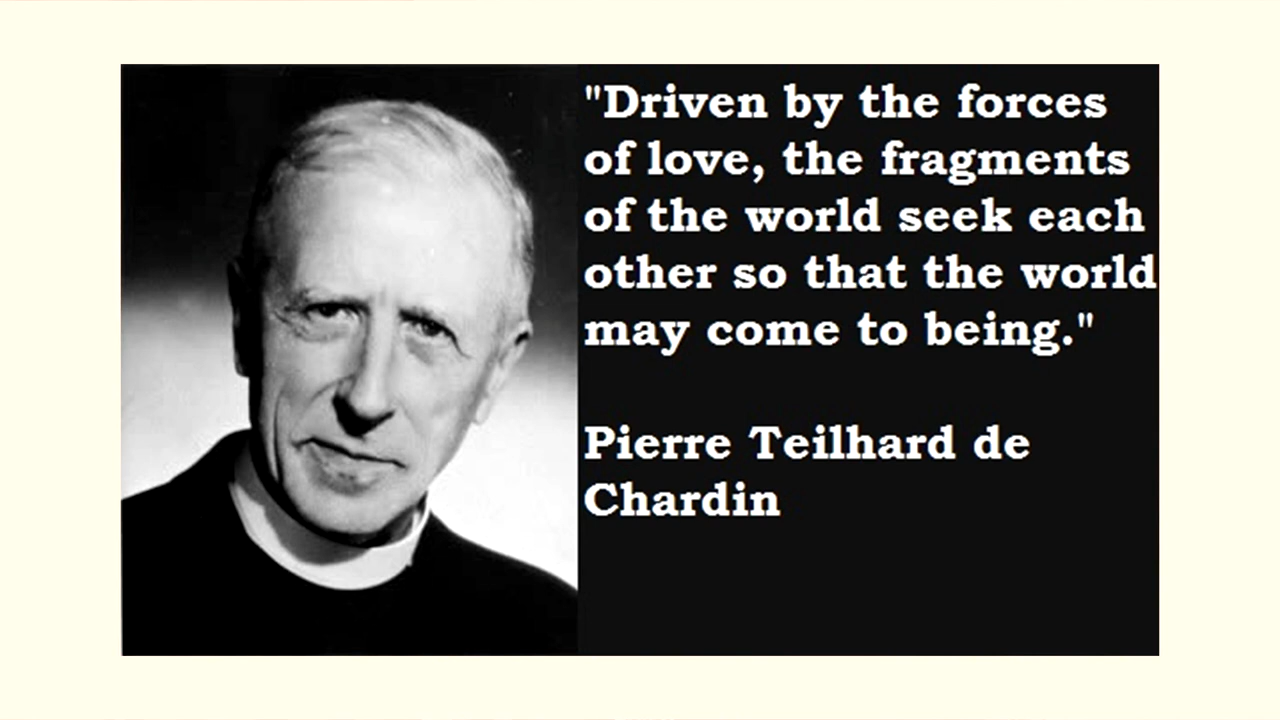 "Driven by the forces
of love, the fragments
of the world seek each
other so that the world
may come to being."
Pierre Teilhard de
Chardin